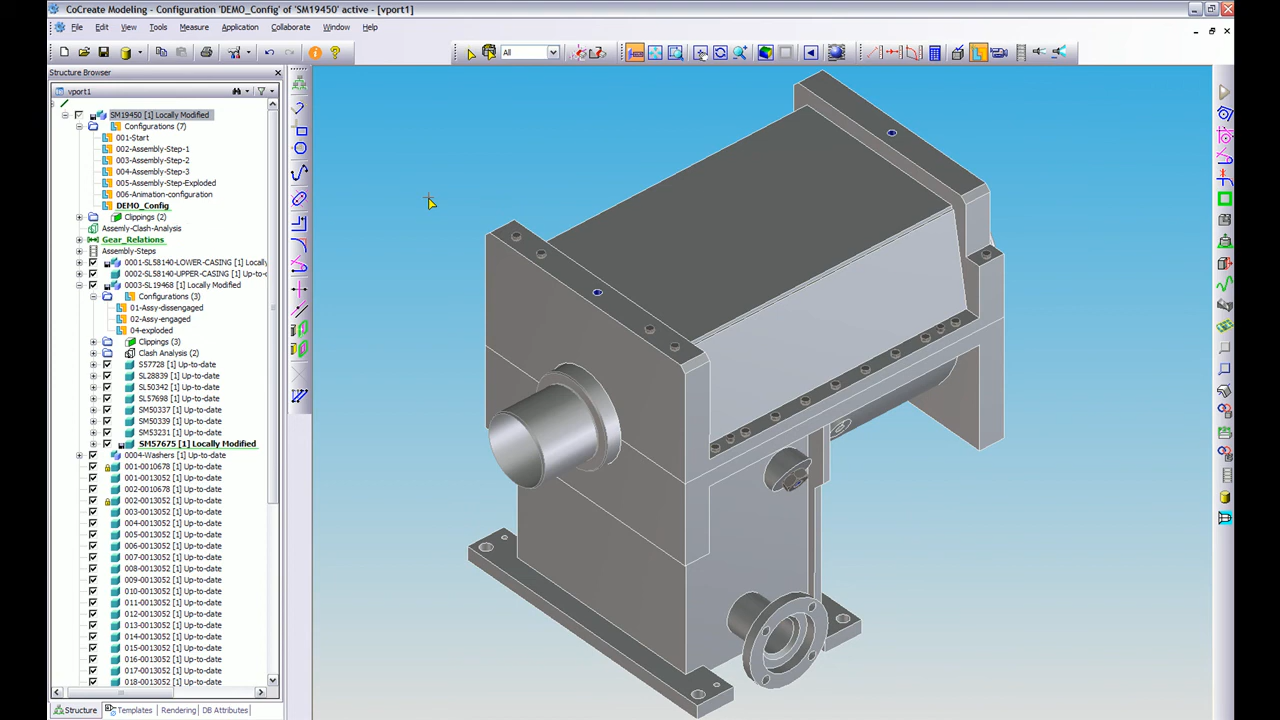 CoCreate Modeling - Configuration 'DEMO_Config' of 'SM19450' active - [vport1]
File Edit View Tools Measure Application Collaborate Window Help
All
Structure Browser
vport1
SM19450 [1] Locally Modified
Configurations (7)
001-Start
002-Assembly-Step-1
003-Assembly-Step-2
004-Assembly-Step-3
005-Assembly-Step-Exploded
006-Animation-configuration
DEMO_Config
Clippings (2)
Assemly-Clash-Analysis
Gear_Relations
Assembly-Steps
0001-SL58140-LOWER-CASING [1] Locally
0002-SL58140-UPPER-CASING [1] Up-to-d
0003-SL19468 [1] Locally Modified
Configurations (3)
01-Assy-dissengaged
02-Assy-engaged
04-exploded
Clippings (3)
Clash Analysis (2)
S57728 [1] Up-to-date
SL28839 [1] Up-to-date
SL50342 [1] Up-to-date
SL57698 [1] Up-to-date
SM50337 [1] Up-to-date
SM50339 [1] Up-to-date
SM53231 [1] Up-to-date
SM57675 [1] Locally Modified
0004-Washers [1] Up-to-date
001-0010678 [1] Up-to-date
001-0013052 [1] Up-to-date
002-0010678 [1] Up-to-date
002-0013052 [1] Up-to-date
003-0013052 [1] Up-to-date
004-0013052 [1] Up-to-date
005-0013052 [1] Up-to-date
006-0013052 [1] Up-to-date
007-0013052 [1] Up-to-date
008-0013052 [1] Up-to-date
009-0013052 [1] Up-to-date
010-0013052 [1] Up-to-date
011-0013052 [1] Up-to-date
012-0013052 [1] Up-to-date
013-0013052 [1] Up-to-date
014-0013052 [1] Up-to-date
015-0013052 [1] Up-to-date
016-0013052 [1] Up-to-date
017-0013052 [1] Up-to-date
018-0013052 [1] Up-to-date
Structure Templates Rendering DB Attributes